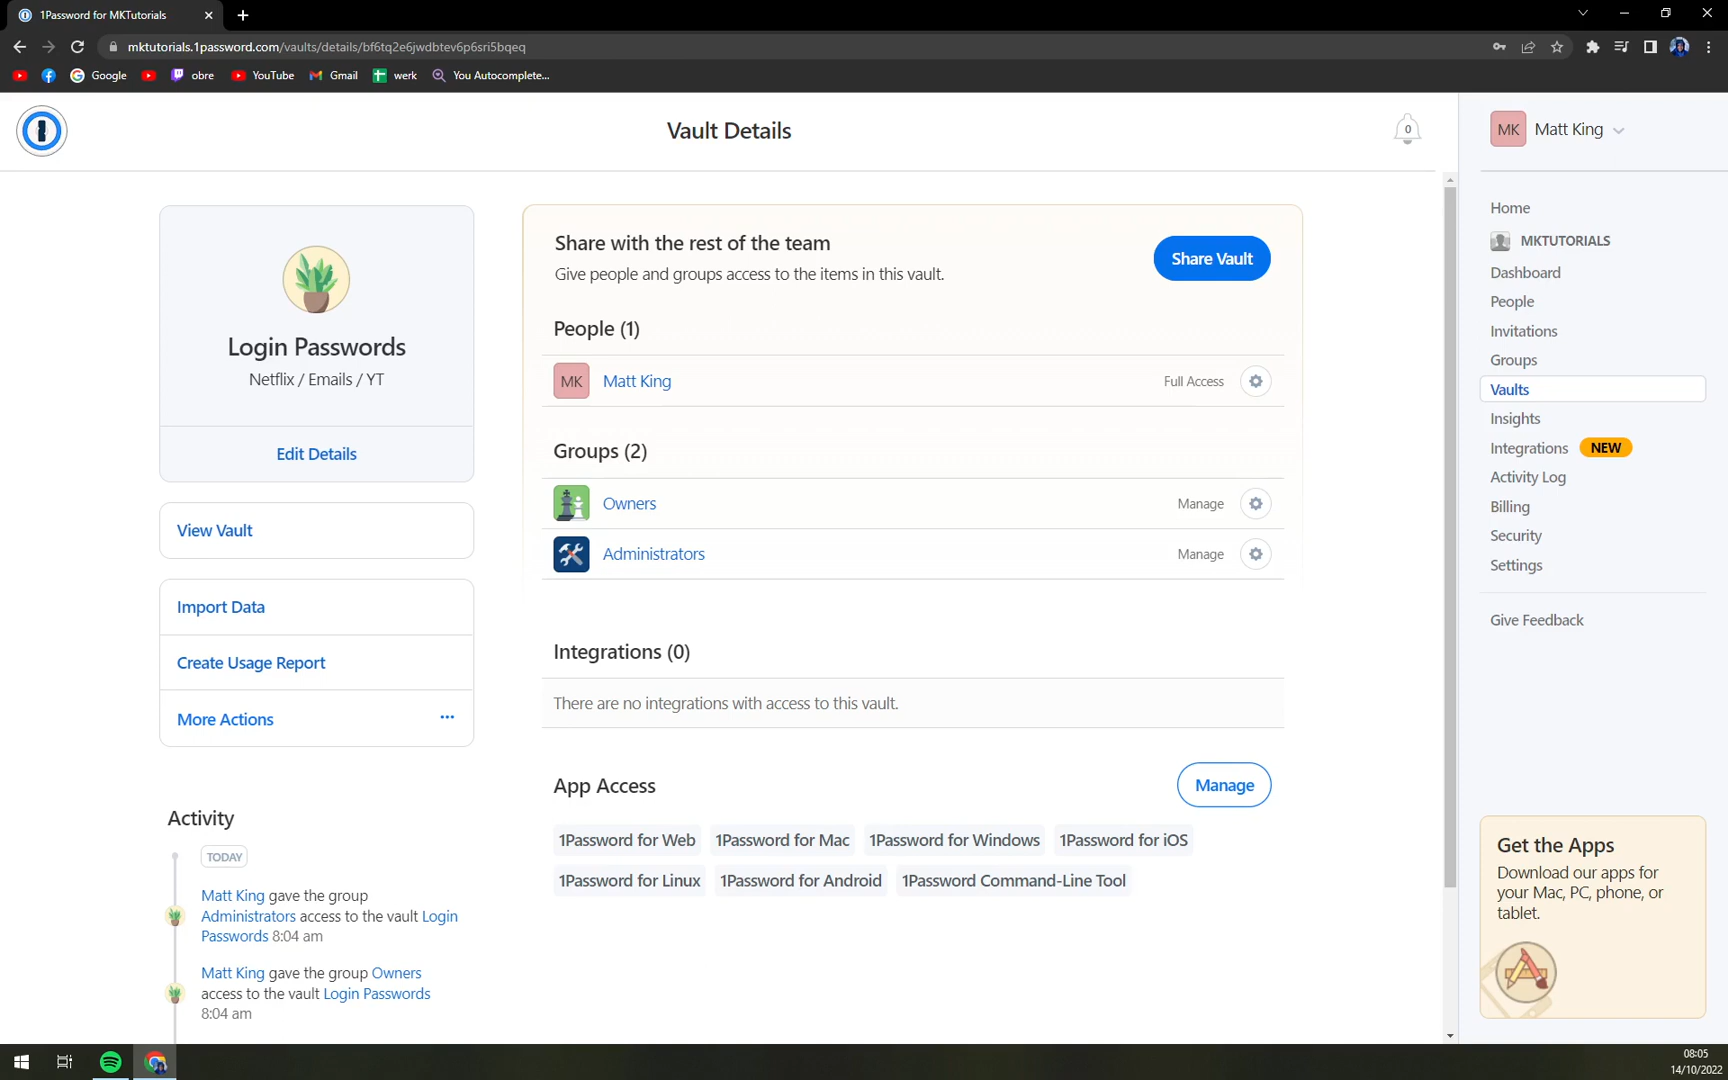 1Password for MKTutorials
mktutorials.1password.com/vaults/details/bf6tq2e6jwdbtev6p6sri5bqeq
Google
obre
YouTube
Gmail
werk
You Autocomplete...
Vault Details
0
MK
Matt King
Login Passwords
Netflix / Emails / YT
Edit Details
View Vault
Import Data
Create Usage Report
More Actions
Activity
TODAY
Matt King gave the group
Administrators access to the vault Login
Passwords 8:04 am
Matt King gave the group Owners
access to the vault Login Passwords
8:04 am
Share with the rest of the team
Give people and groups access to the items in this vault.
Share Vault
People (1)
MK
Matt King
Full Access
Groups (2)
Owners
Manage
Administrators
Manage
Integrations (0)
There are no integrations with access to this vault.
App Access
Manage
1Password for Web
1Password for Mac
1Password for Windows
1Password for iOS
1Password for Linux
1Password for Android
1Password Command-Line Tool
Home
MKTUTORIALS
Dashboard
People
Invitations
Groups
Vaults
Insights
Integrations NEW
Activity Log
Billing
Security
Settings
Give Feedback
Get the Apps
Download our apps for
your Mac, PC, phone, or
tablet.
08:05
14/10/2022